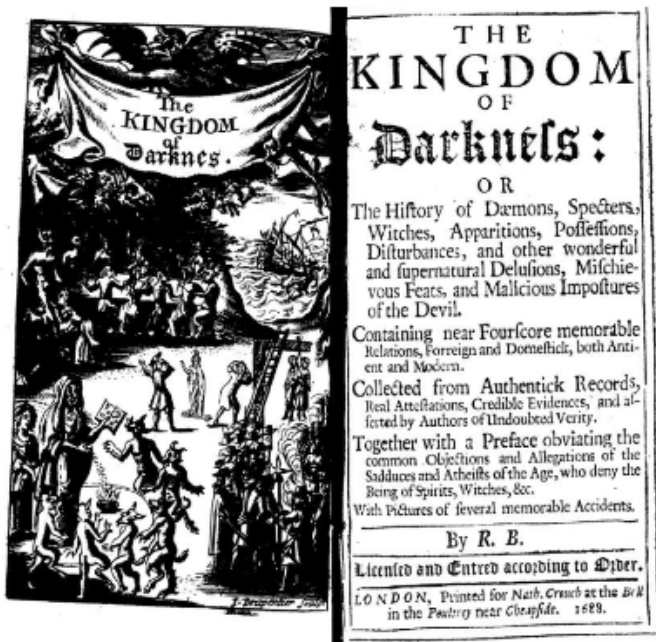 The
KINGDOM
of
Darknes.
THE
KINGDOM
OF
Darkneſs:
OR
The Hiſtory of Dæmons, Specters,
Witches, Apparitions, Poſſeſſions,
Diſturbances, and other wonderful
and ſupernatural Deluſions, Miſchie-
vous Feats, and Malicious Impoſtures
of the Devil.
Containing near Fourſcore memorable
Relations, Forreign and Domeſtick, both Anti-
ent and Modern.
Collected from Authentick Records,
Real Atteſtations, Credible Evidences, and aſ-
ſerted by Authors of Undoubted Verity.
Together with a Preface obviating the
common Objections and Allegations of the
Sadduces and Atheiſts of the Age, who deny the
Being of Spirits, Witches, &c.
With Pictures of ſeveral memorable Accidents.
By R. B.
Licenſed and Entred according to Order.
LONDON, Printed for Nath. Crouch at the Bell
in the Poultrey near Cheapſide. 1688.